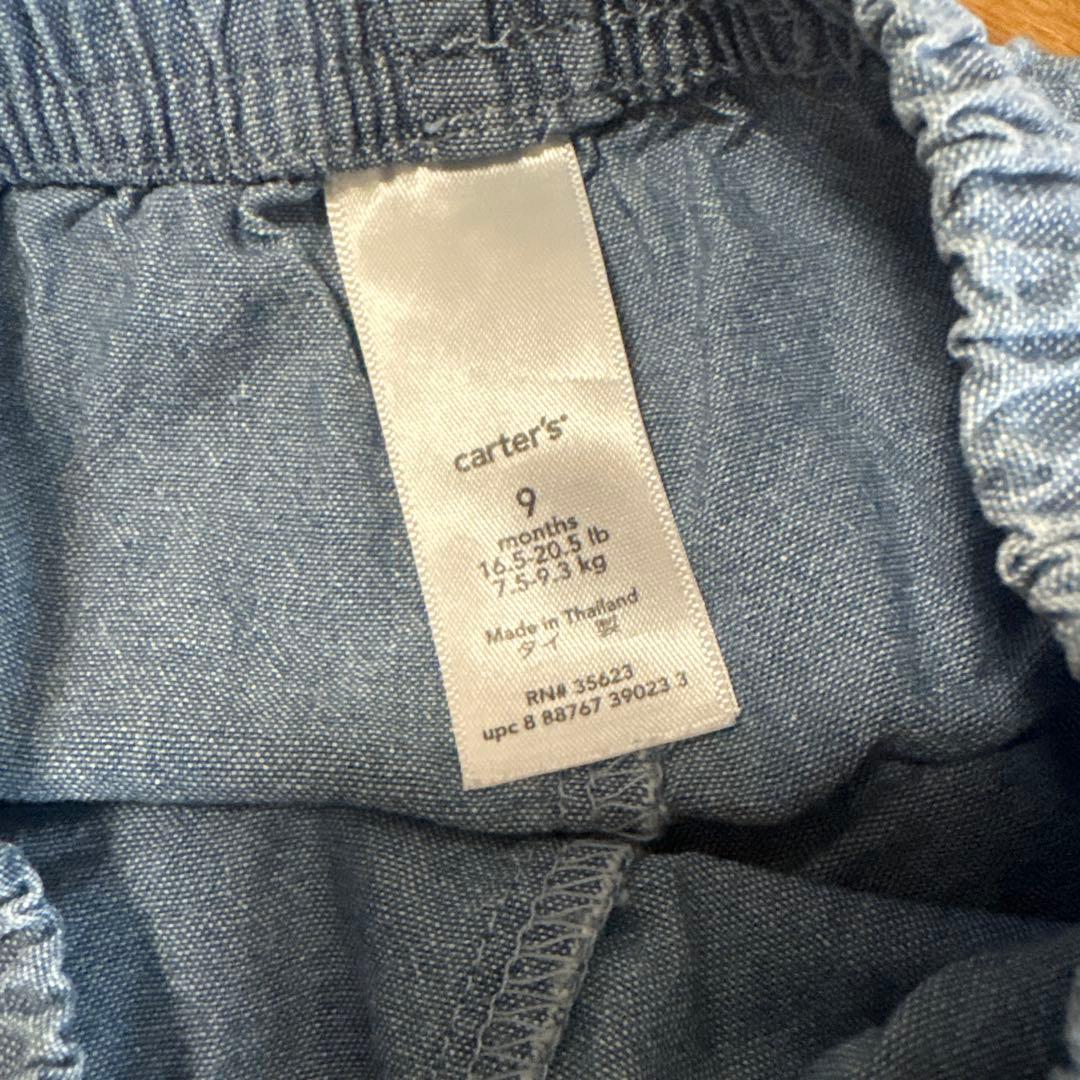 carter's
9
months
16.5-20.5 lb
7.5-9.3 kg
Made in Thailand
タイ 製
RN# 35623
upc 8 88767 39023 3